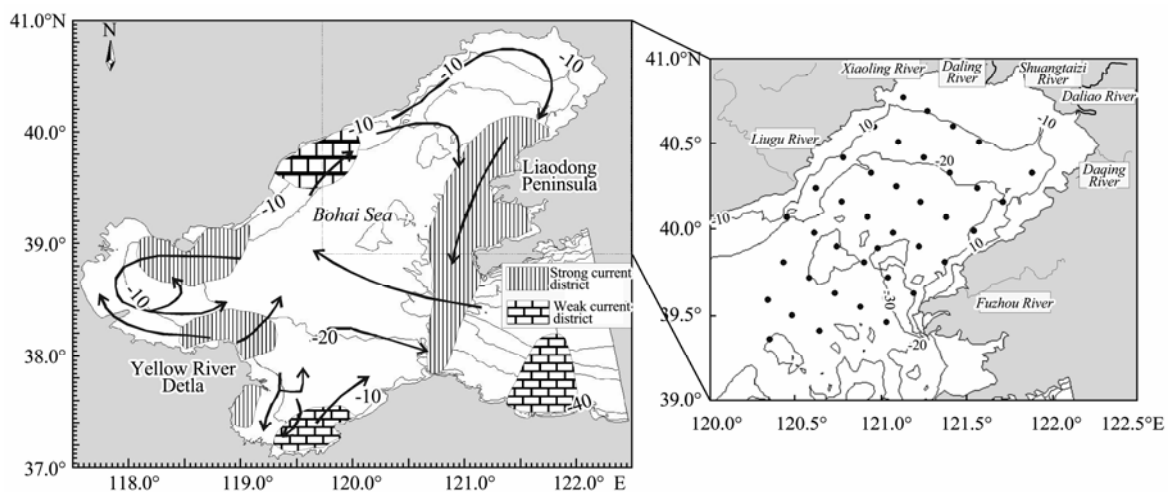 41.0°N
N
-10
-10
-10
40.0°
Liaodong
Peninsula
-10
Bohai Sea
39.0°
Strong current
district
-10
Weak current
district
-20
38.0°
Yellow River
Detla
-10
-40
37.0°
118.0°
119.0°
120.0°
121.0°
122.0° E
41.0°N
Xiaoling River
Daling
River
Shuangtaizi
River
Daliao River
10
-10
40.5°
Liugu River
-20
Daqing
River
-10
40.0°
10
-30
Fuzhou River
39.5°
-20
39.0°
120.0°
120.5°
121.0°
121.5°
122.0°
122.5°E